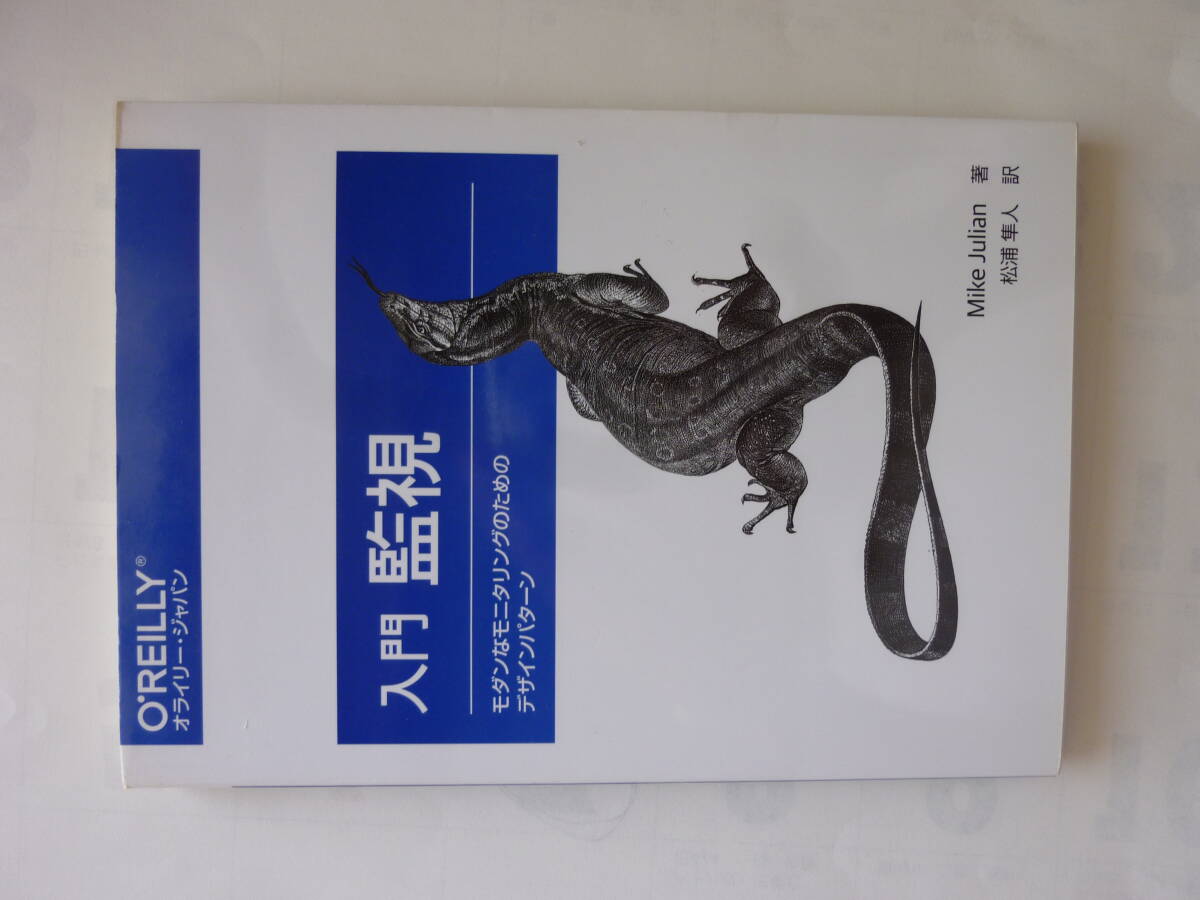 O'REILLY®
オライリー・ジャパン
入門 監視
モダンなモニタリングのための
デザインパターン
Mike Julian 著
松浦 隼人 訳